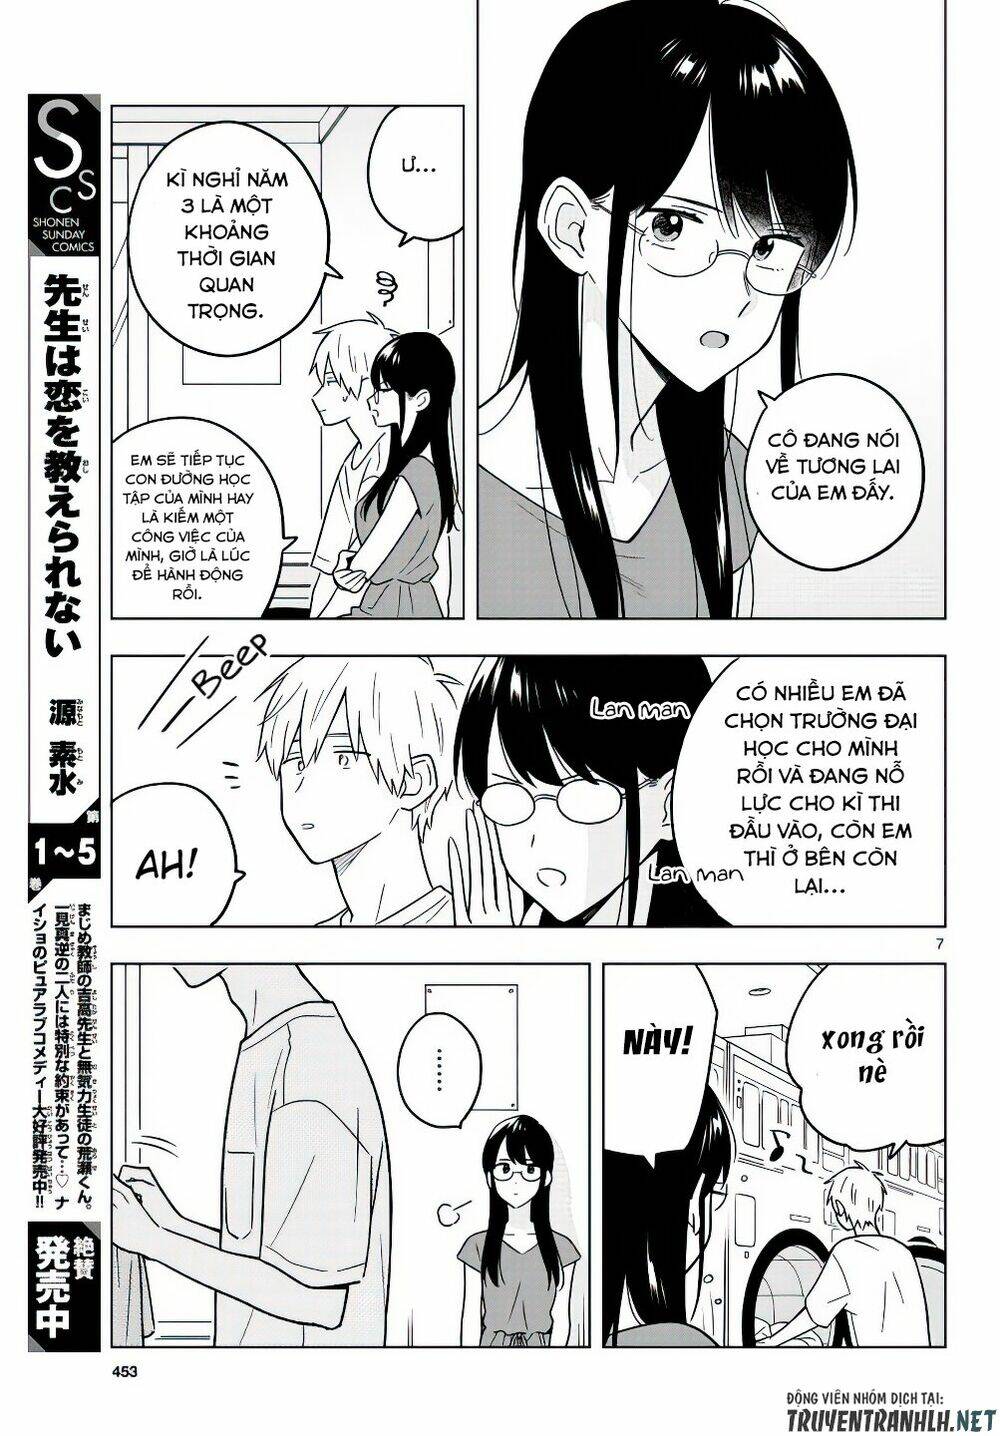 CÔ ĐANG NÓI
VỀ TƯƠNG LAI
CỦA EM ĐẤY.
Ư...
KÌ NGHỈ NĂM
3 LÀ MỘT
KHOẢNG
THỜI GIAN
QUAN
TRỌNG.
EM SẼ TIẾP TỤC
CON ĐƯỜNG HỌC
TẬP CỦA MÌNH HAY
LÀ KIẾM MỘT
CÔNG VIỆC CỦA
MÌNH, GIỜ LÀ LÚC
ĐỂ HÀNH ĐỘNG
RỒI.
CÓ NHIỀU EM ĐÃ
CHỌN TRƯỜNG ĐẠI
HỌC CHO MÌNH
RỒI VÀ ĐANG NỖ
LỰC CHO KÌ THI
ĐẦU VÀO, CÒN EM
THÌ Ở BÊN CÒN
LẠI...
Lan man
Lan man
Beep
AH!
7
Xong rồi
nè
NÀY!
......
S
C
S
SHONEN
SUNDAY
COMICS
先生は恋を教えられない
源素水
第
1~5
巻
まじめ教師の吉高先生と無気力生徒の荒瀬くん。
一見真逆の二人には特別な約束があって…♡ ナ
イショのピュアラブコメディー大好評発売中!!
絶賛
発売中
453
ĐỘNG VIÊN NHÓM DỊCH TẠI:
TRUYENTRANHLH.NET